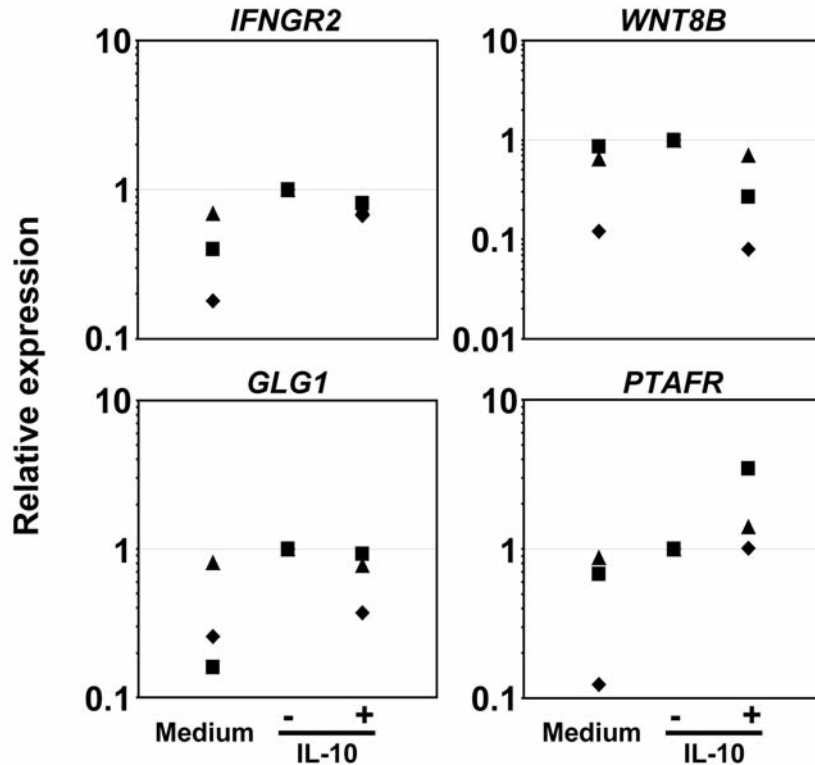 IFNGR2
WNT8B
10
1
0.1
10
1
0.1
0.01
GLG1
PTAFR
10
1
0.1
10
1
0.1
Relative expression
Medium - +
IL-10
Medium - +
IL-10